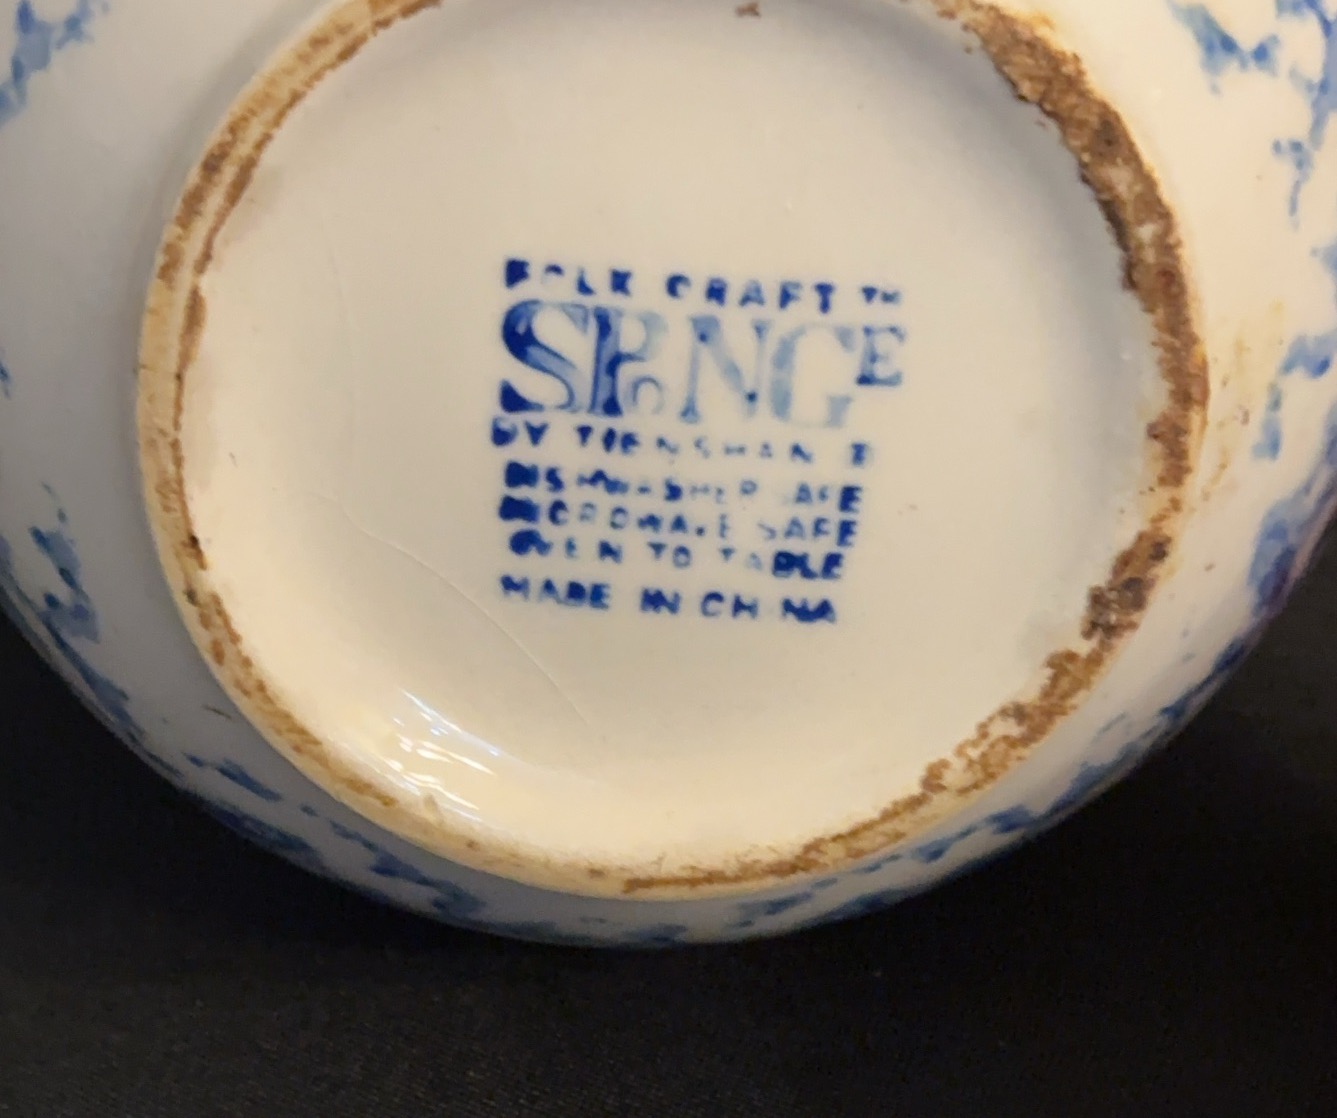 FOLK CRAFT TM
SPONGE
BY TIENSHAN ®
DISHWASHER SAFE
MICROWAVE SAFE
OVEN TO TABLE
MADE IN CHINA